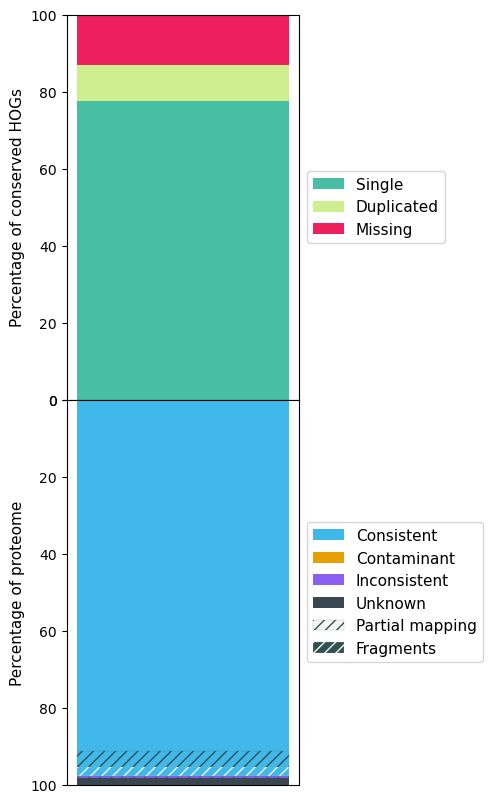 100
80
60
40
20
0
Percentage of conserved HOGs
Single
Duplicated
Missing
0
20
40
60
80
100
Percentage of proteome
Consistent
Contaminant
Inconsistent
Unknown
Partial mapping
Fragments